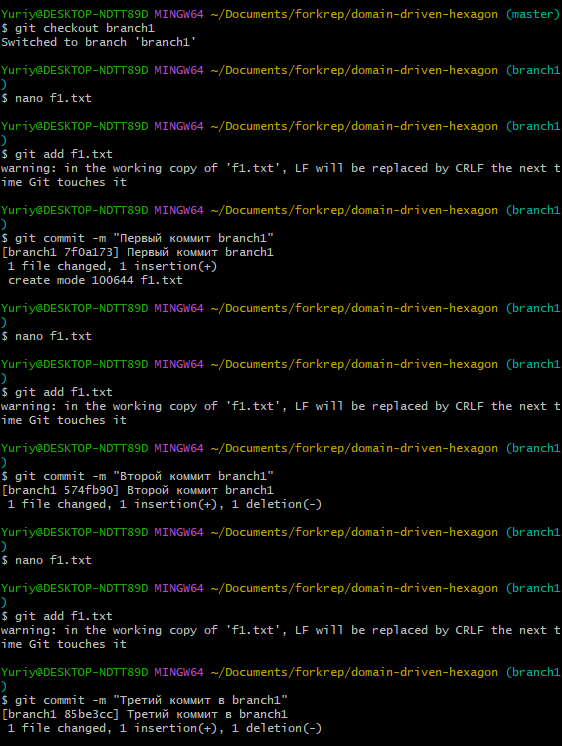 Yuriy@DESKTOP-NDTT89D MINGW64 ~/Documents/forkrep/domain-driven-hexagon (master)
$ git checkout branch1
Switched to branch 'branch1'
Yuriy@DESKTOP-NDTT89D MINGW64 ~/Documents/forkrep/domain-driven-hexagon (branch1
)
$ nano f1.txt
Yuriy@DESKTOP-NDTT89D MINGW64 ~/Documents/forkrep/domain-driven-hexagon (branch1
)
$ git add f1.txt
warning: in the working copy of 'f1.txt', LF will be replaced by CRLF the next t
ime Git touches it
Yuriy@DESKTOP-NDTT89D MINGW64 ~/Documents/forkrep/domain-driven-hexagon (branch1
)
$ git commit -m "Первый коммит branch1"
[branch1 7f0a173] Первый коммит branch1
 1 file changed, 1 insertion(+)
 create mode 100644 f1.txt
Yuriy@DESKTOP-NDTT89D MINGW64 ~/Documents/forkrep/domain-driven-hexagon (branch1
)
$ nano f1.txt
Yuriy@DESKTOP-NDTT89D MINGW64 ~/Documents/forkrep/domain-driven-hexagon (branch1
)
$ git add f1.txt
warning: in the working copy of 'f1.txt', LF will be replaced by CRLF the next t
ime Git touches it
Yuriy@DESKTOP-NDTT89D MINGW64 ~/Documents/forkrep/domain-driven-hexagon (branch1
)
$ git commit -m "Второй коммит branch1"
[branch1 574fb90] Второй коммит branch1
 1 file changed, 1 insertion(+), 1 deletion(-)
Yuriy@DESKTOP-NDTT89D MINGW64 ~/Documents/forkrep/domain-driven-hexagon (branch1
)
$ nano f1.txt
Yuriy@DESKTOP-NDTT89D MINGW64 ~/Documents/forkrep/domain-driven-hexagon (branch1
)
$ git add f1.txt
warning: in the working copy of 'f1.txt', LF will be replaced by CRLF the next t
ime Git touches it
Yuriy@DESKTOP-NDTT89D MINGW64 ~/Documents/forkrep/domain-driven-hexagon (branch1
)
$ git commit -m "Третий коммит в branch1"
[branch1 85be3cc] Третий коммит в branch1
 1 file changed, 1 insertion(+), 1 deletion(-)